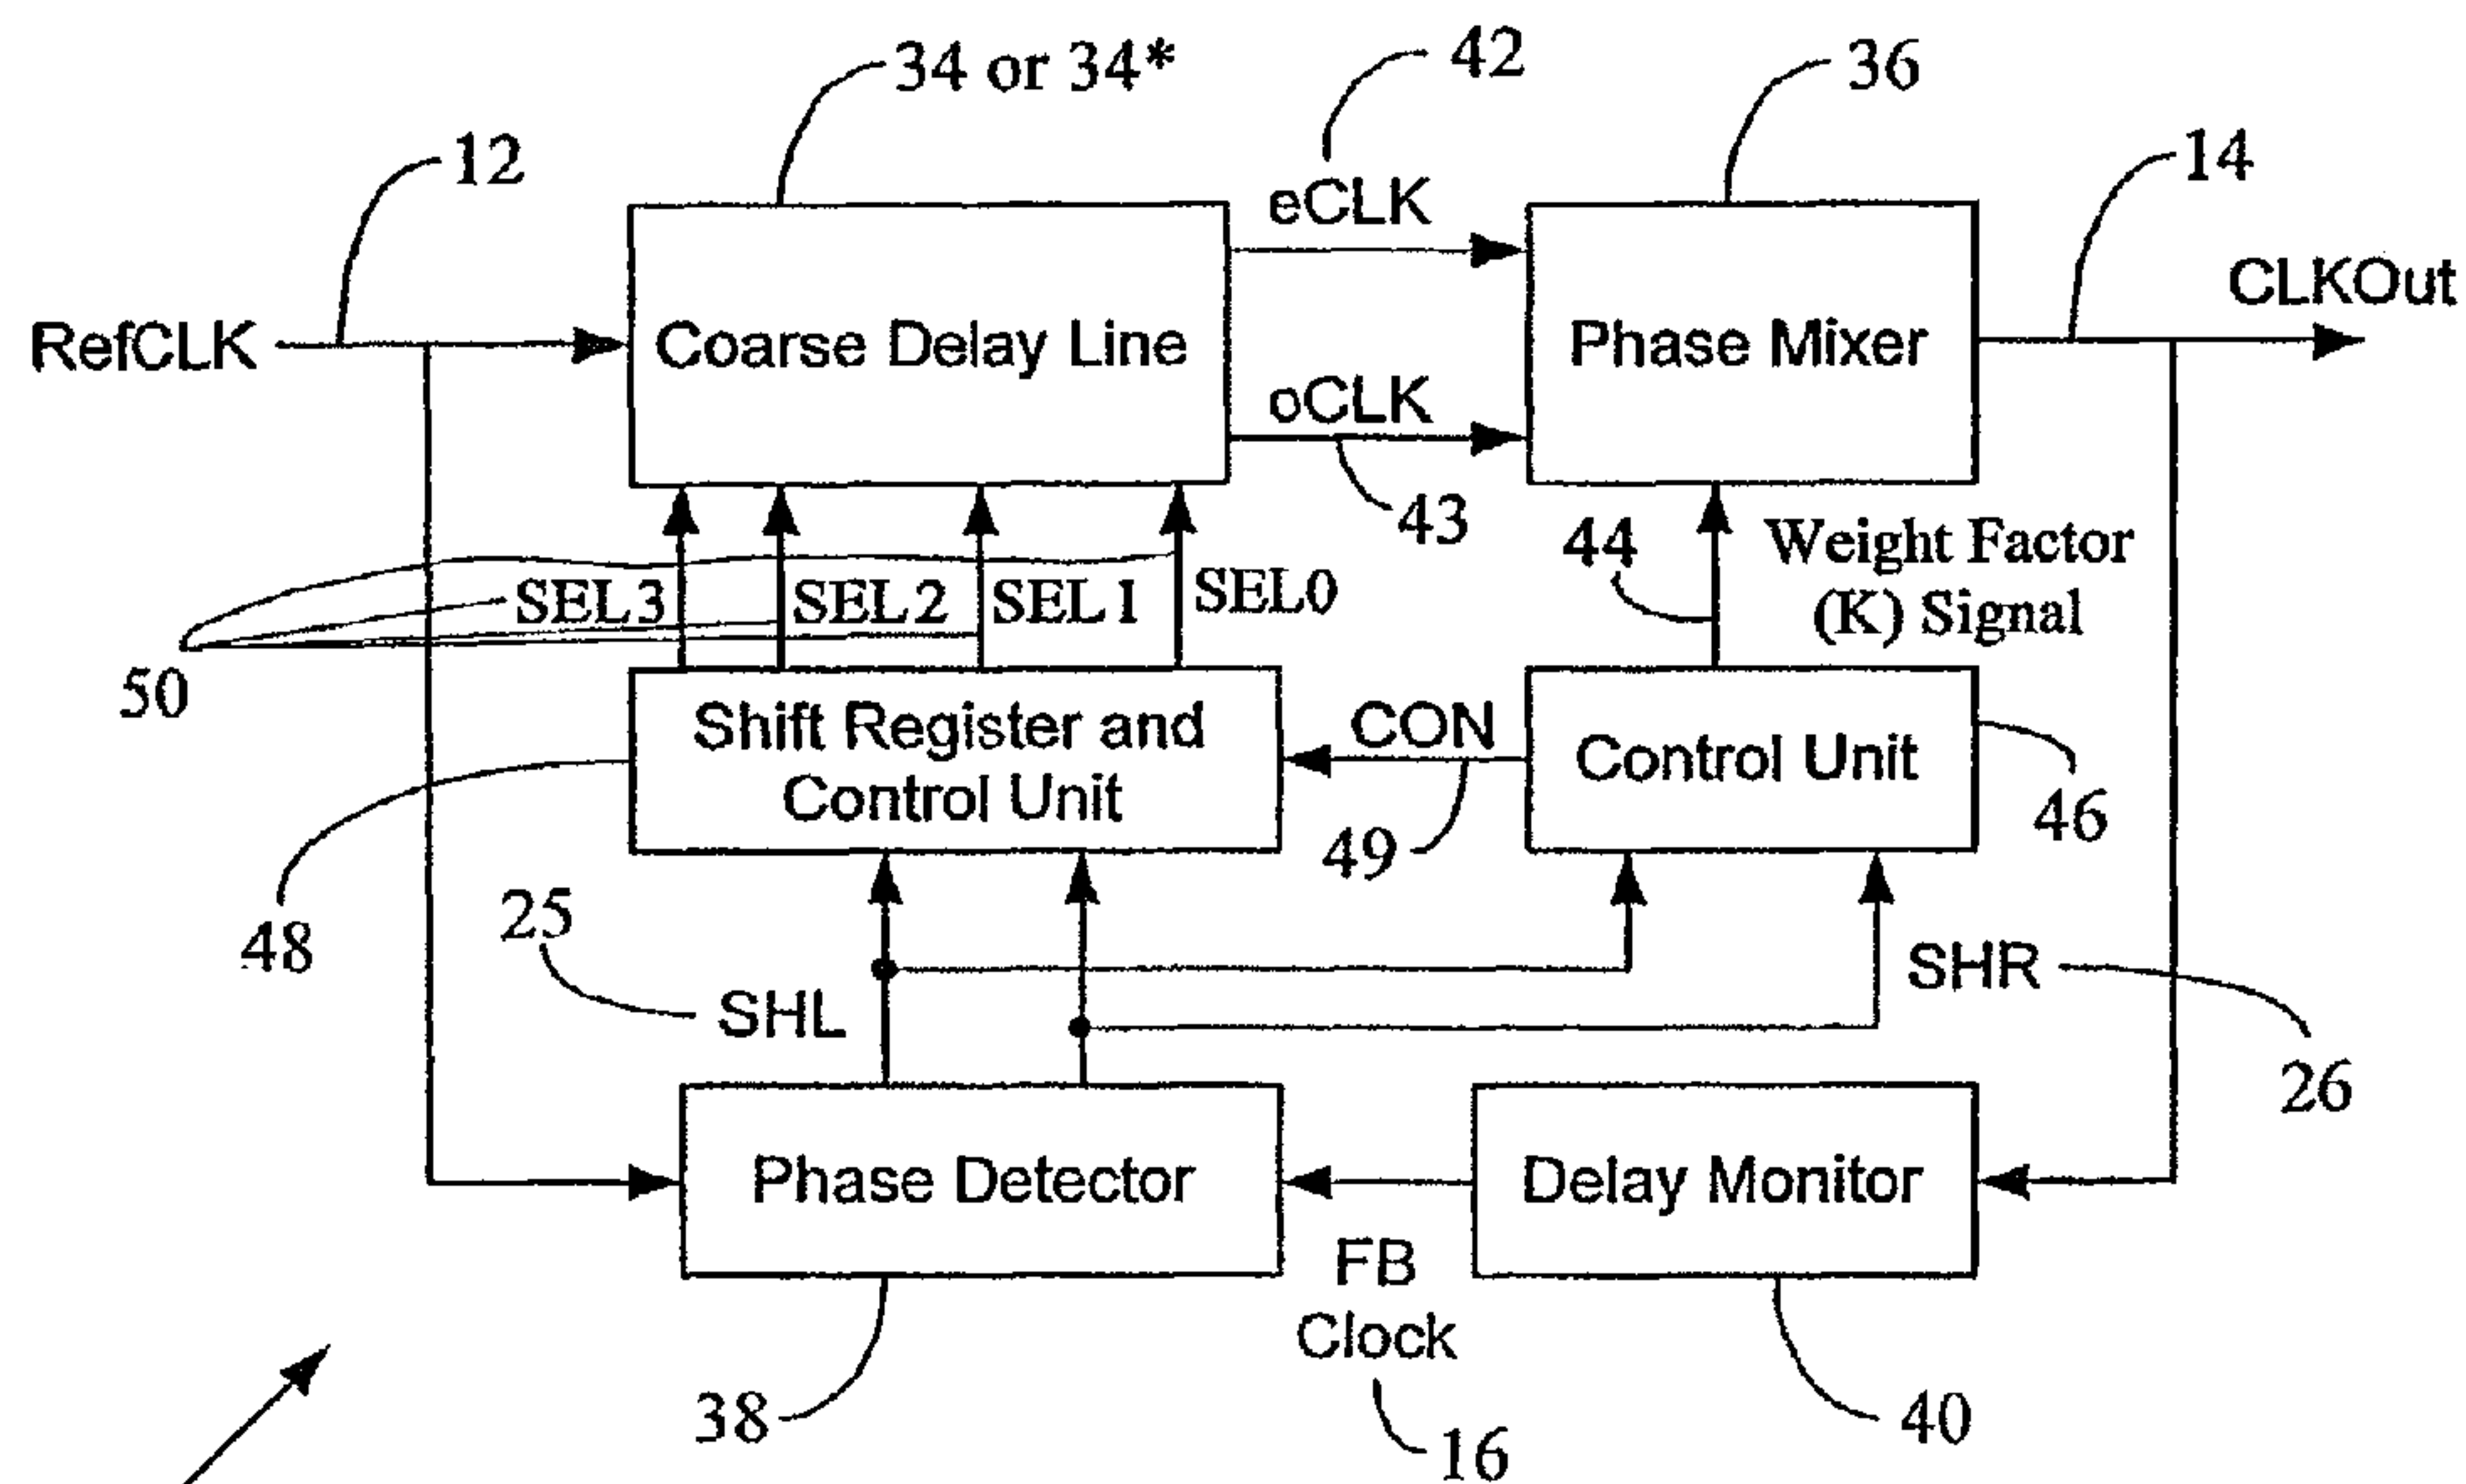 34 or 34*
42
36
12
14
eCLK
CLKOut
RefCLK
Coarse Delay Line
Phase Mixer
oCLK
43
44
Weight Factor
(K) Signal
SEL3
SEL2
SEL1
SEL0
50
Shift Register and
Control Unit
CON
Control Unit
49
46
48
25
SHL
SHR
26
Phase Detector
Delay Monitor
FB
Clock
38
16
40